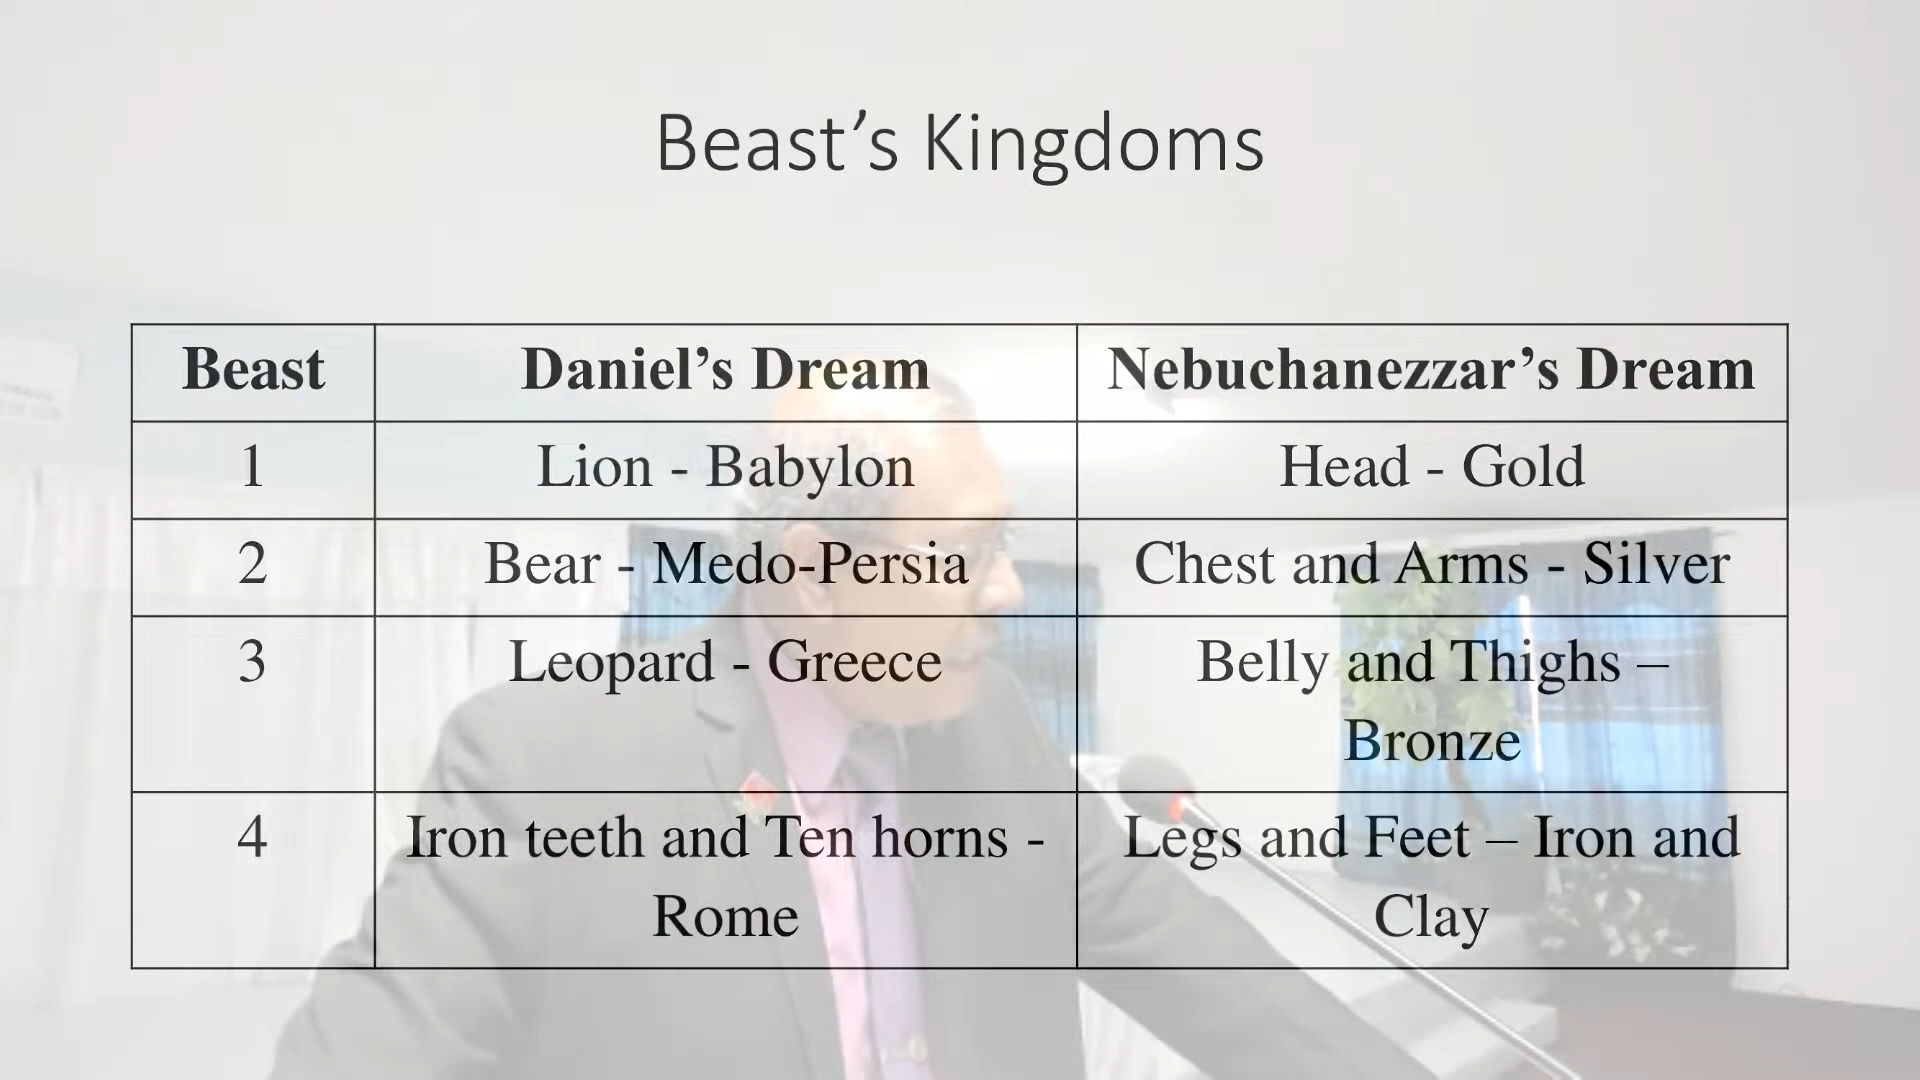 Beast’s Kingdoms
Beast Daniel’s Dream Nebuchanezzar’s Dream
1 Lion - Babylon Head - Gold
2 Bear - Medo-Persia Chest and Arms - Silver
3 Leopard - Greece Belly and Thighs –
Bronze
4 Iron teeth and Ten horns - Legs and Feet – Iron and
Rome Clay